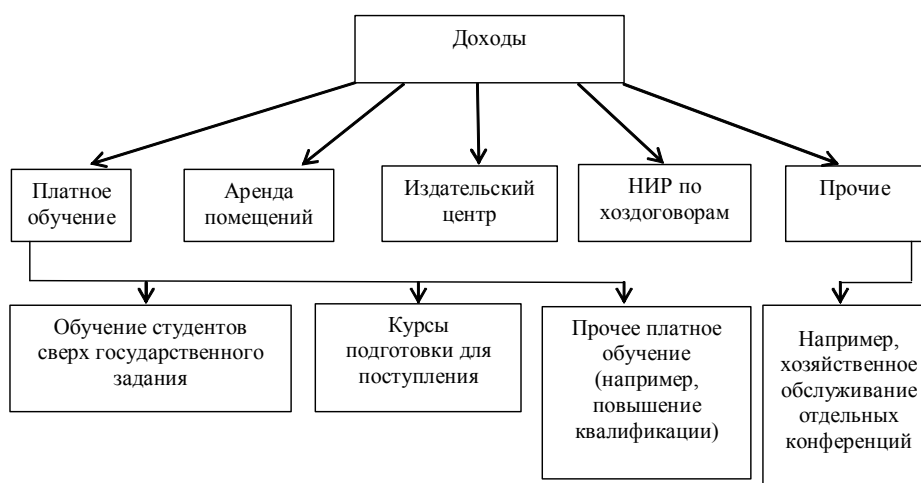 Доходы
Платное
обучение
Аренда
помещений
Издательский
центр
НИР по
хоздоговорам
Прочие
Обучение студентов
сверх государственного
задания
Курсы
подготовки для
поступления
Прочее платное
обучение
(например,
повышение
квалификации)
Например,
хозяйственное
обслуживание
отдельных
конференций